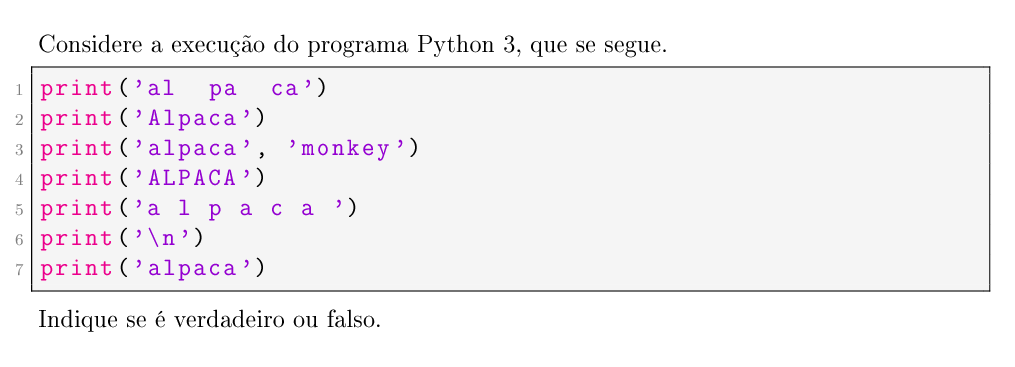 Considere a execução do programa Python 3, que se segue.
1 print('al  pa  ca')
2 print('Alpaca')
3 print('alpaca', 'monkey')
4 print('ALPACA')
5 print('a l p a c a ')
6 print('\n')
7 print('alpaca')
Indique se é verdadeiro ou falso.